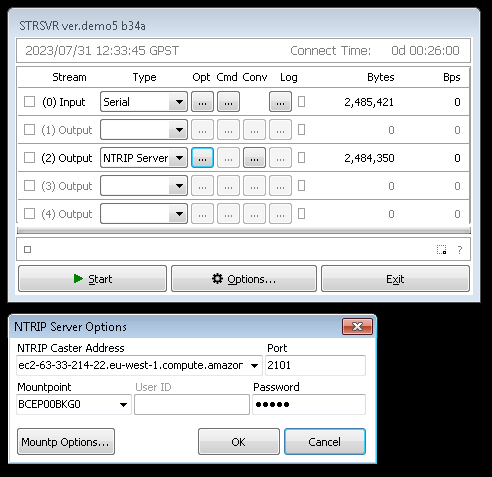 STRSVR ver.demo5 b34a
2023/07/31 12:33:45 GPST Connect Time: 0d 00:26:00
Stream Type Opt Cmd Conv Log Bytes Bps
(0) Input Serial ... ... ... 2,485,421 0
(1) Output ... ... ... ... 0 0
(2) Output NTRIP Server ... ... ... ... 2,484,350 0
(3) Output ... ... ... ... 0 0
(4) Output ... ... ... ... 0 0
?
Start Options... Exit
NTRIP Server Options
NTRIP Caster Address Port
ec2-63-33-214-22.eu-west-1.compute.amazon 2101
Mountpoint User ID Password
BCEP00BKG0 •••••
Mountp Options... OK Cancel